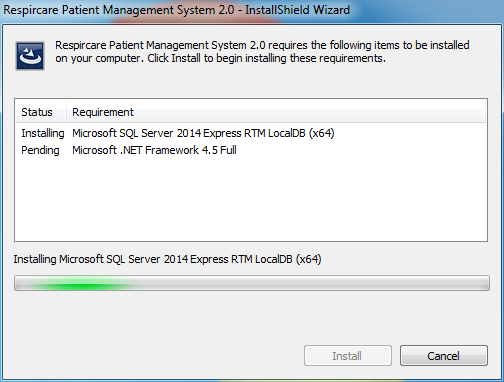 Respircare Patient Management System 2.0 - InstallShield Wizard
Respircare Patient Management System 2.0 requires the following items to be installed
on your computer. Click Install to begin installing these requirements.
Status Requirement
Installing Microsoft SQL Server 2014 Express RTM LocalDB (x64)
Pending Microsoft .NET Framework 4.5 Full
Installing Microsoft SQL Server 2014 Express RTM LocalDB (x64)
Install Cancel